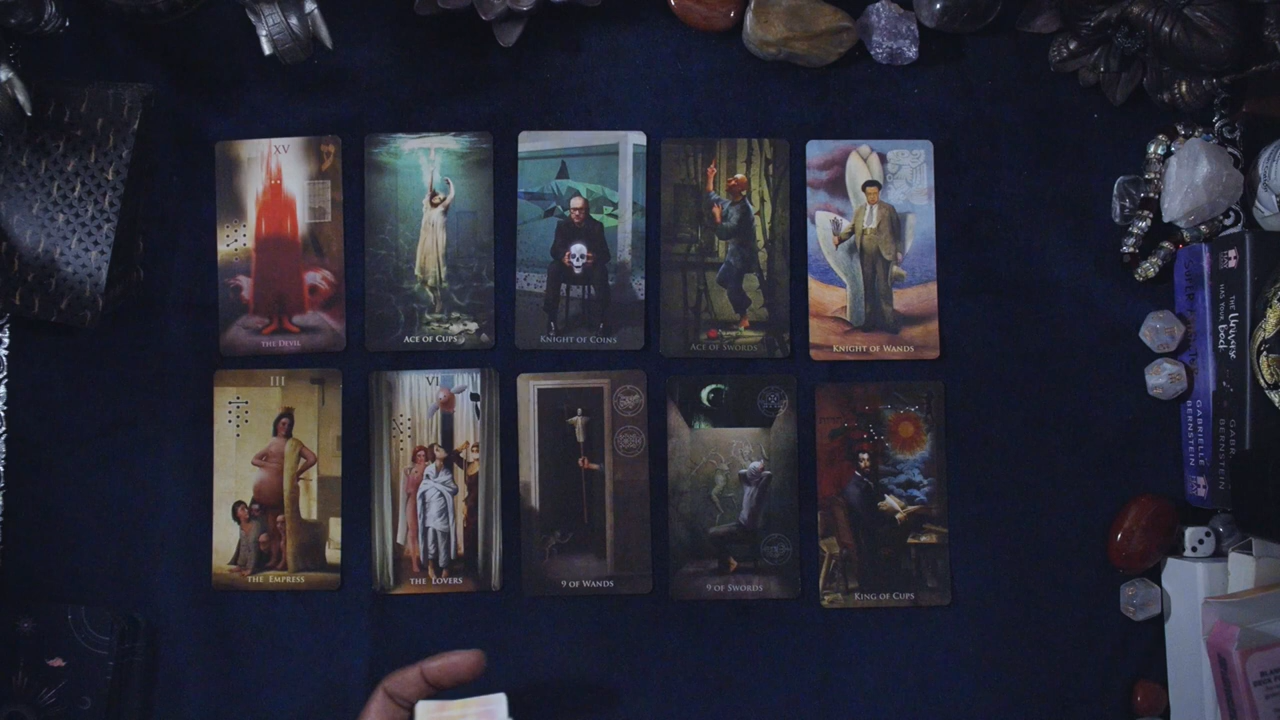 XV
THE DEVIL
ACE OF CUPS
KNIGHT OF COINS
ACE OF SWORDS
KNIGHT OF WANDS
III
THE EMPRESS
VI
THE LOVERS
9 OF WANDS
9 OF SWORDS
KING OF CUPS
THE Universe
HAS YOUR Back
GABRIELLE
BERNSTEIN
BERNSTEIN